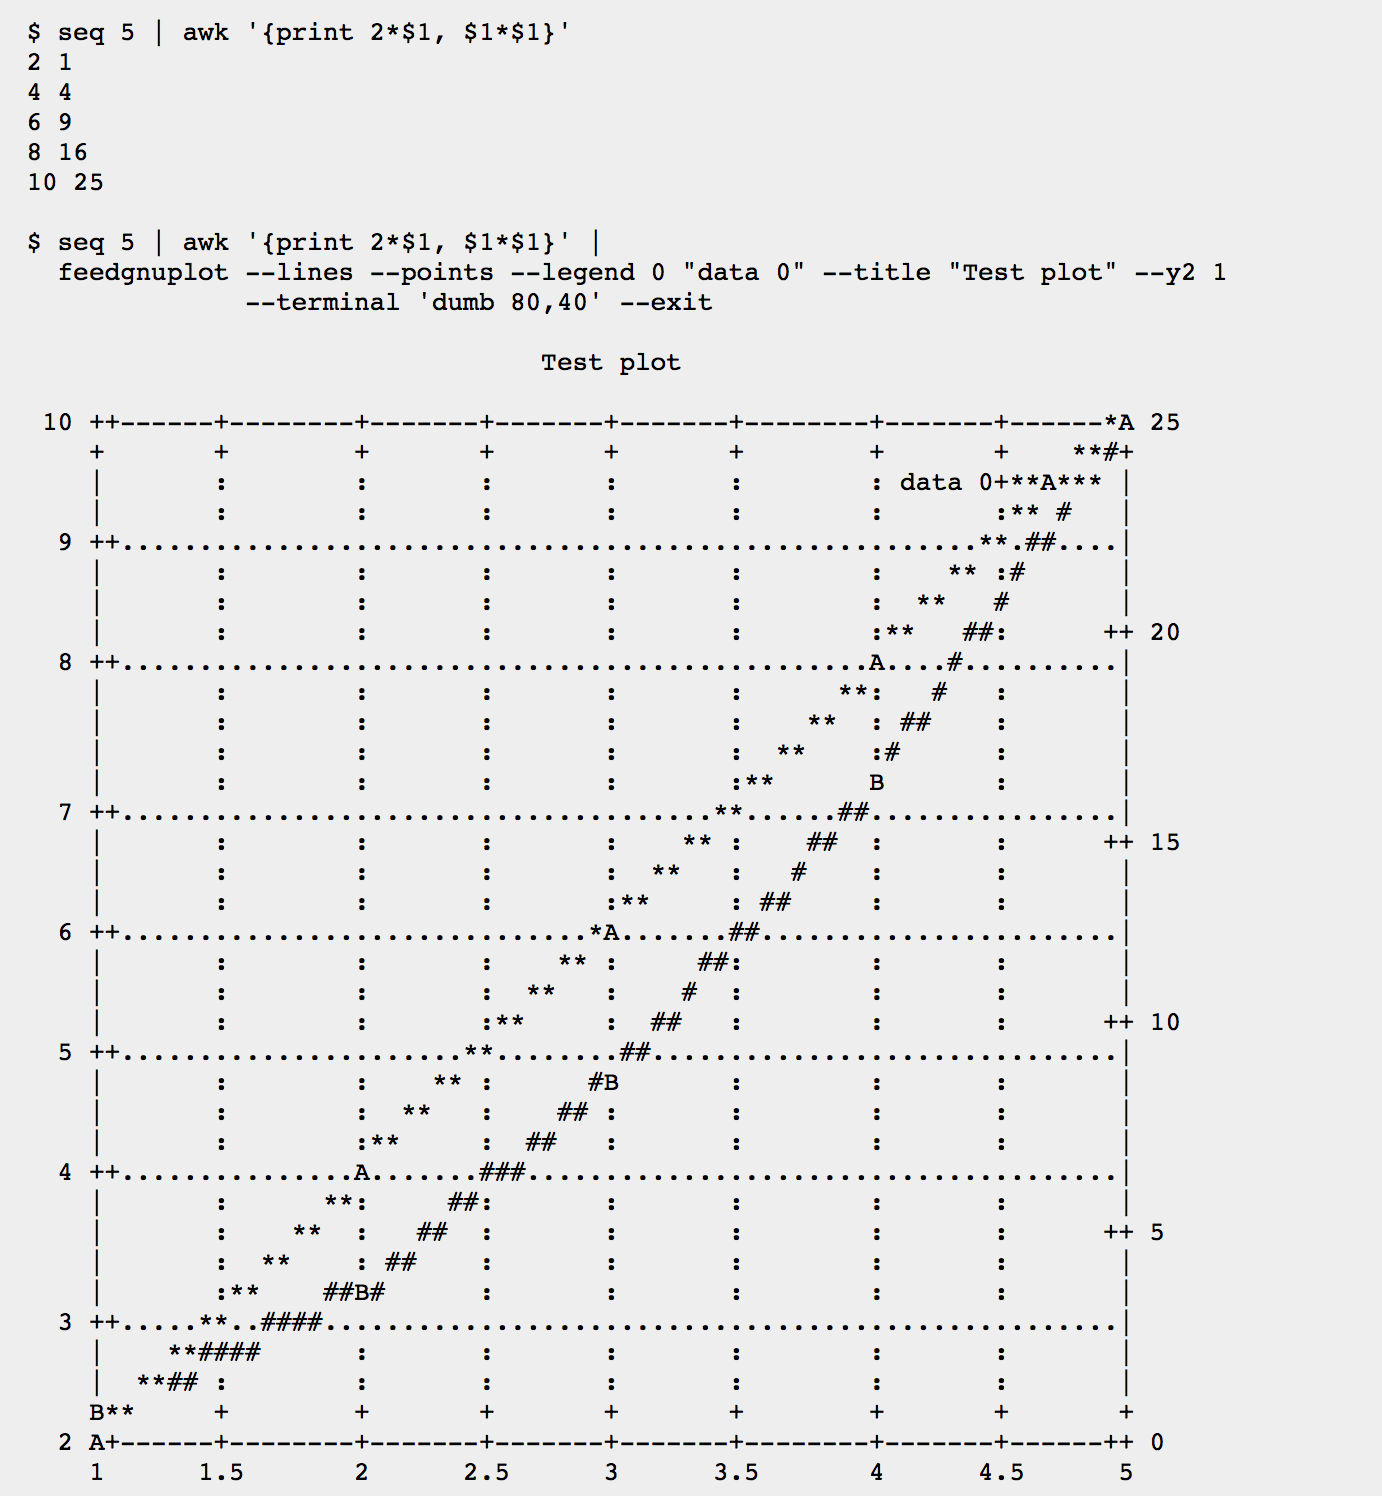 $ seq 5 | awk '{print 2*$1, $1*$1}'
2 1
4 4
6 9
8 16
10 25
$ seq 5 | awk '{print 2*$1, $1*$1}' |
  feedgnuplot --lines --points --legend 0 "data 0" --title "Test plot" --y2 1
              --terminal 'dumb 80,40' --exit
                                 Test plot
 10 ++------+--------+-------+-------+-------+--------+-------+------*A 25
    +       +        +       +       +       +        +       +    **#+
    |       :        :       :       :       :        : data 0+**A*** |
    |       :        :       :       :       :        :       :** #   |
  9 ++.......................................................**.##....|
    |       :        :       :       :       :        :    ** :#      |
    |       :        :       :       :       :        :  **   #       |
    |       :        :       :       :       :        :**   ##:      ++ 20
  8 ++................................................A....#..........|
    |       :        :       :       :       :      **:   #   :       |
    |       :        :       :       :       :    **  : ##    :       |
    |       :        :       :       :       :  **    :#      :       |
    |       :        :       :       :       :**      B       :       |
  7 ++......................................**......##................|
    |       :        :       :       :    ** :    ##  :       :      ++ 15
    |       :        :       :       :  **   :   #    :       :       |
    |       :        :       :       :**     : ##     :       :       |
  6 ++..............................*A.......##.......................|
    |       :        :       :    ** :     ##:        :       :       |
    |       :        :       :  **   :    #  :        :       :       |
    |       :        :       :**     :  ##   :        :       :      ++ 10
  5 ++......................**........##..............................|
    |       :        :    ** :      #B       :        :       :       |
    |       :        :  **   :    ## :       :        :       :       |
    |       :        :**     :  ##   :       :        :       :       |
  4 ++...............A.......###......................................|
    |       :      **:     ##:       :       :        :       :       |
    |       :    **  :   ##  :       :       :        :       :      ++ 5
    |       :  **    : ##    :       :       :        :       :       |
    |       :**    ##B#      :       :       :        :       :       |
  3 ++.....**..####...................................................|
    |    **####      :       :       :       :        :       :       |
    |  **## :        :       :       :       :        :       :       |
    B**     +        +       +       +       +        +       +       +
  2 A+------+--------+-------+-------+-------+--------+-------+------++ 0
    1      1.5       2      2.5      3      3.5       4      4.5      5